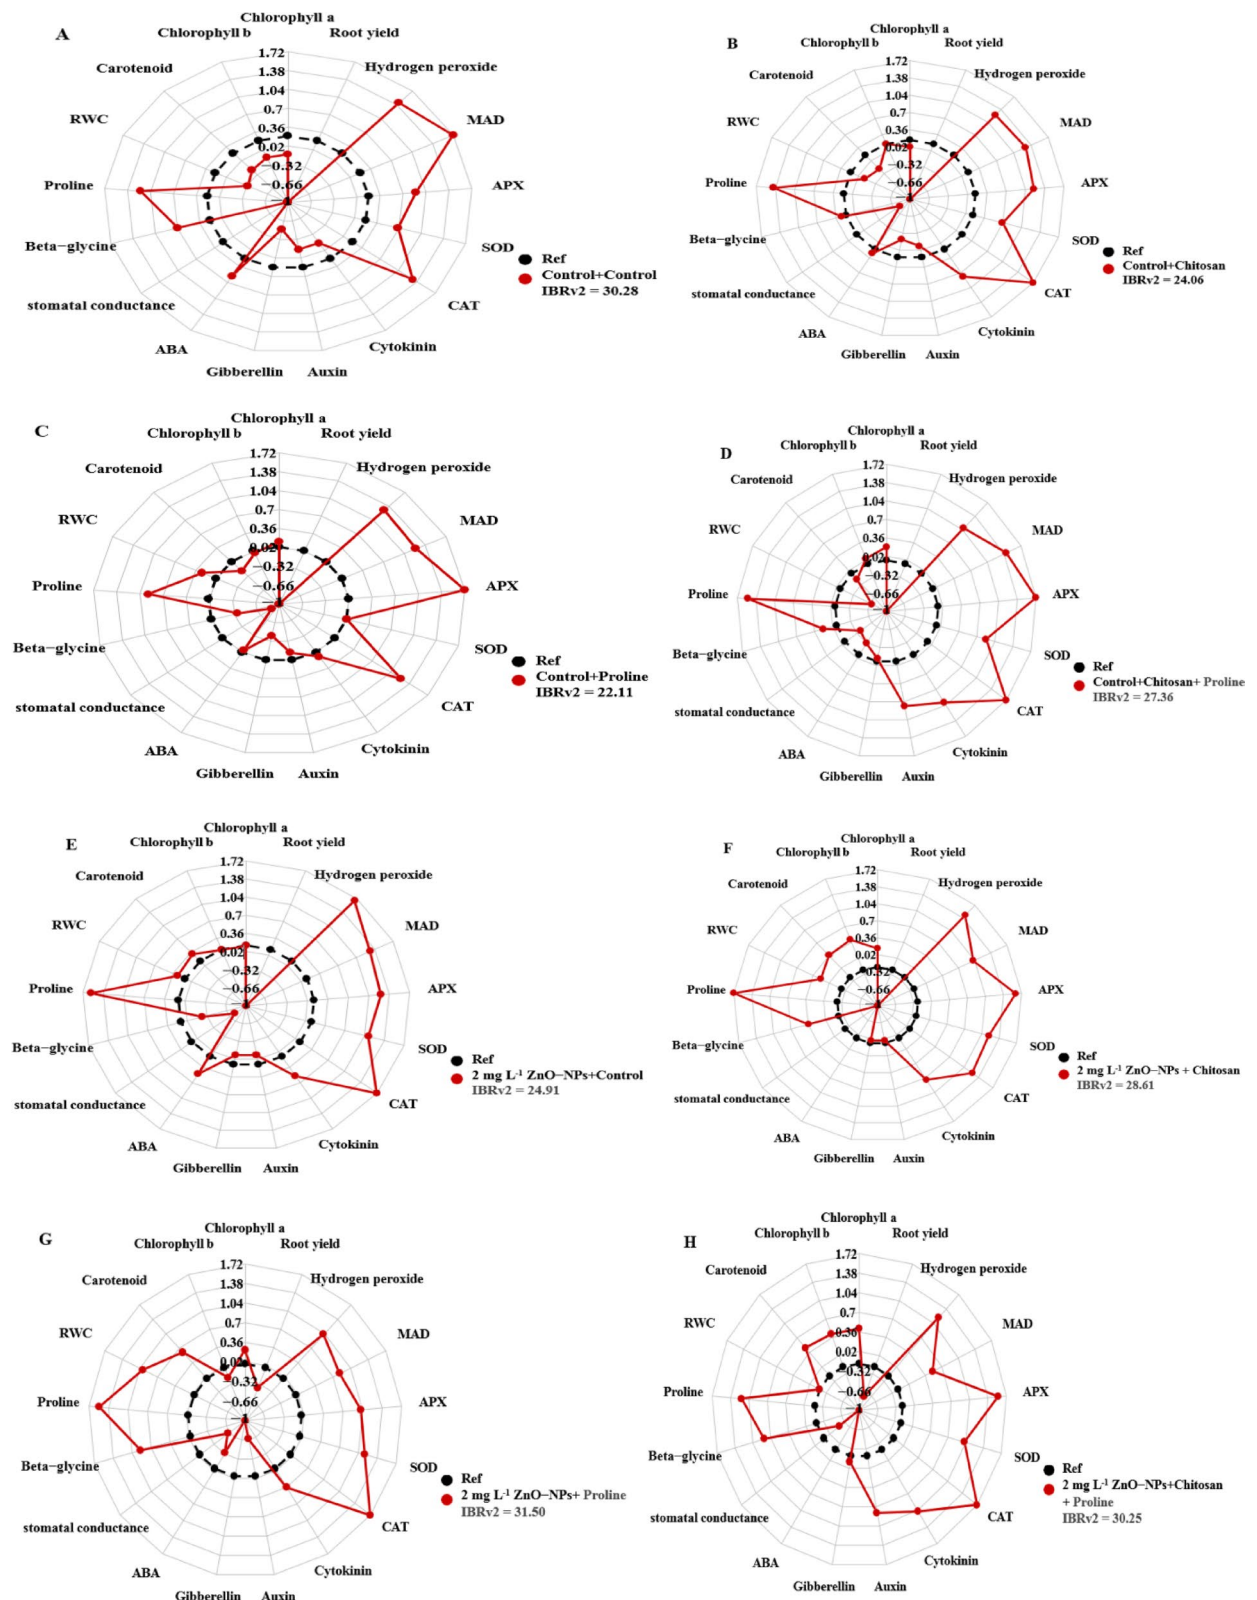 A
Chlorophyll a
Chlorophyll b
Root yield
Carotenoid
Hydrogen peroxide
RWC
MAD
Proline
APX
Beta−glycine
SOD
stomatal conductance
CAT
ABA
Cytokinin
Gibberellin
Auxin
1.72
1.38
1.04
0.7
0.36
0.02
−0.32
−0.66
Ref
Control+Control
IBRv2 = 30.28
B
Chlorophyll a
Chlorophyll b
Root yield
Carotenoid
Hydrogen peroxide
RWC
MAD
Proline
APX
Beta−glycine
SOD
stomatal conductance
CAT
ABA
Cytokinin
Gibberellin
Auxin
1.72
1.38
1.04
0.7
0.36
0.02
−0.32
−0.66
Ref
Control+Chitosan
IBRv2 = 24.06
C
Chlorophyll a
Chlorophyll b
Root yield
Carotenoid
Hydrogen peroxide
RWC
MAD
Proline
APX
Beta−glycine
SOD
stomatal conductance
CAT
ABA
Cytokinin
Gibberellin
Auxin
1.72
1.38
1.04
0.7
0.36
0.02
−0.32
−0.66
Ref
Control+Proline
IBRv2 = 22.11
D
Chlorophyll a
Chlorophyll b
Root yield
Carotenoid
Hydrogen peroxide
RWC
MAD
Proline
APX
Beta−glycine
SOD
stomatal conductance
CAT
ABA
Cytokinin
Gibberellin
Auxin
1.72
1.38
1.04
0.7
0.36
0.02
−0.32
−0.66
Ref
Control+Chitosan+ Proline
IBRv2 = 27.36
E
Chlorophyll a
Chlorophyll b
Root yield
Carotenoid
Hydrogen peroxide
RWC
MAD
Proline
APX
Beta−glycine
SOD
stomatal conductance
CAT
ABA
Cytokinin
Gibberellin
Auxin
1.72
1.38
1.04
0.7
0.36
0.02
−0.32
−0.66
Ref
2 mg L⁻¹ ZnO−NPs+Control
IBRv2 = 24.91
F
Chlorophyll a
Chlorophyll b
Root yield
Carotenoid
Hydrogen peroxide
RWC
MAD
Proline
APX
Beta−glycine
SOD
stomatal conductance
CAT
ABA
Cytokinin
Gibberellin
Auxin
1.72
1.38
1.04
0.7
0.36
0.02
−0.32
−0.66
Ref
2 mg L⁻¹ ZnO−NPs + Chitosan
IBRv2 = 28.61
G
Chlorophyll a
Chlorophyll b
Root yield
Carotenoid
Hydrogen peroxide
RWC
MAD
Proline
APX
Beta−glycine
SOD
stomatal conductance
CAT
ABA
Cytokinin
Gibberellin
Auxin
1.72
1.38
1.04
0.7
0.36
0.02
−0.32
−0.66
Ref
2 mg L⁻¹ ZnO−NPs+ Proline
IBRv2 = 31.50
H
Chlorophyll a
Chlorophyll b
Root yield
Carotenoid
Hydrogen peroxide
RWC
MAD
Proline
APX
Beta−glycine
SOD
stomatal conductance
CAT
ABA
Cytokinin
Gibberellin
Auxin
1.72
1.38
1.04
0.7
0.36
0.02
−0.32
−0.66
Ref
2 mg L⁻¹ ZnO−NPs+Chitosan
+ Proline
IBRv2 = 30.25